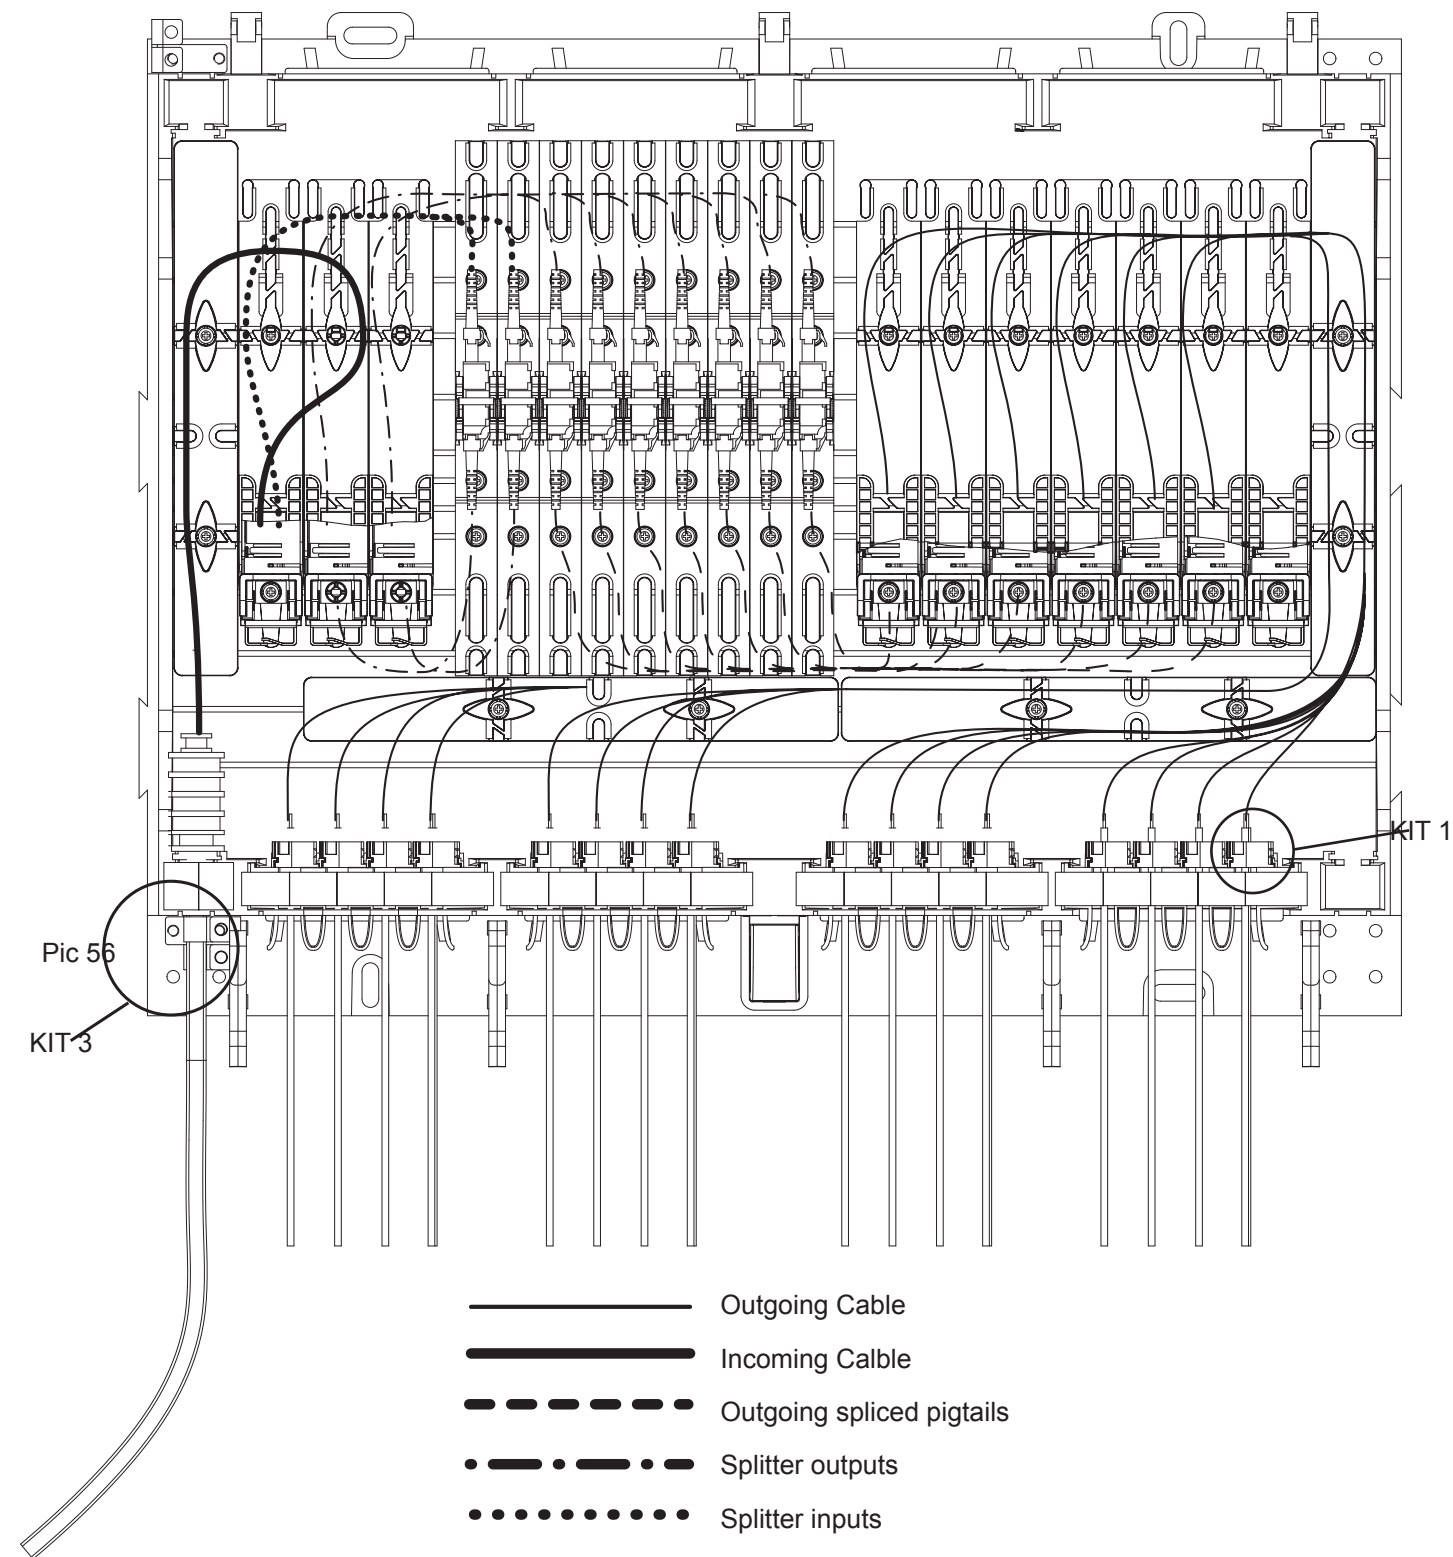 KIT 1
Pic 56
KIT 3
Outgoing Cable
Incoming Calble
Outgoing spliced pigtails
Splitter outputs
Splitter inputs